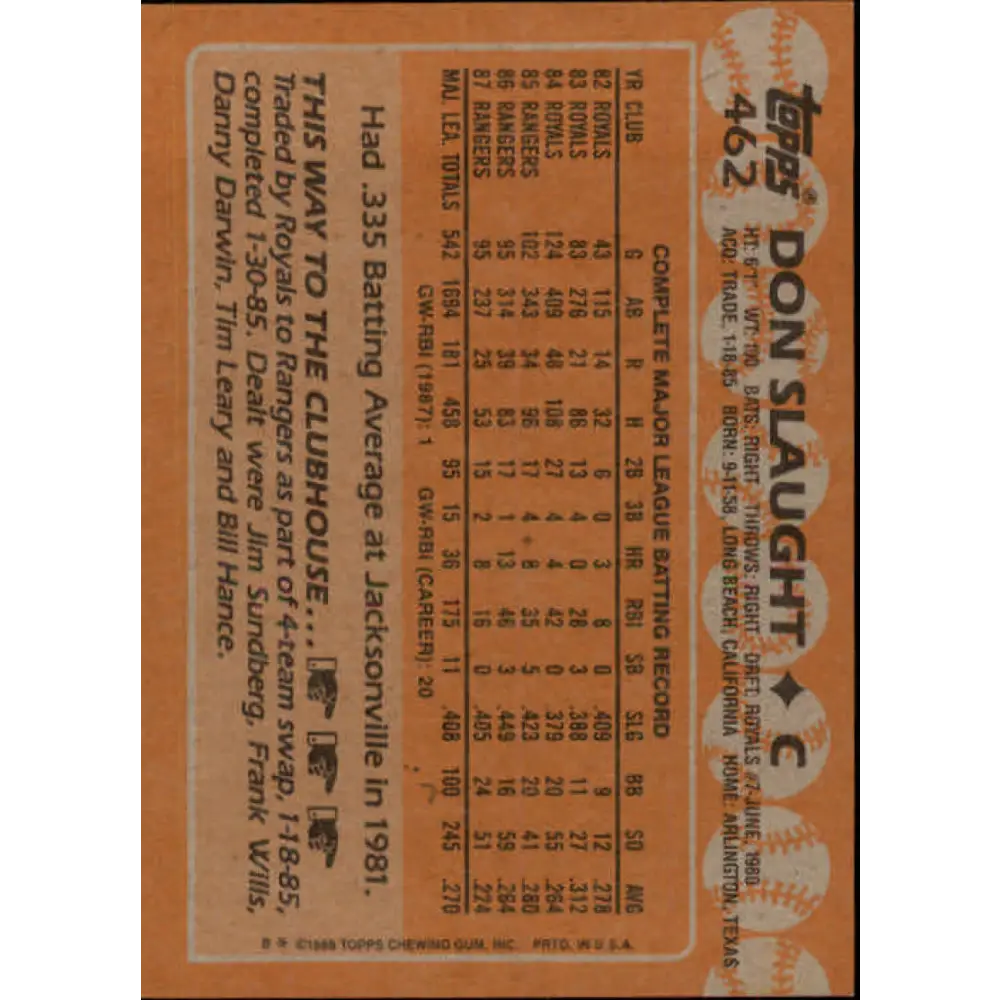 topps®
462
DON SLAUGHT ♦ C
HT: 6'1" WT: 190 BATS: RIGHT THROWS: RIGHT DRFT: ROYALS #7-JUNE, 1980
ACQ: TRADE, 1-18-85 BORN: 9-11-58, LONG BEACH, CALIFORNIA HOME: ARLINGTON, TEXAS
COMPLETE MAJOR LEAGUE BATTING RECORD
YR CLUB G AB R H 2B 3B HR RBI SB SLG BB SO AVG
82 ROYALS 43 115 14 32 6 0 3 8 0 .409 9 12 .278
83 ROYALS 83 276 21 86 13 4 0 28 3 .388 11 27 .312
84 ROYALS 124 409 48 108 27 4 4 42 0 .379 20 55 .264
85 RANGERS 102 343 34 96 17 4 8 35 5 .423 20 41 .280
86 RANGERS 95 314 39 83 17 1 13 46 3 .449 16 59 .264
87 RANGERS 95 237 25 53 15 2 8 16 0 .405 24 51 .224
MAJ. LEA. TOTALS 542 1694 181 458 95 15 36 175 11 .408 100 245 .270
GW-RBI (1987): 1 GW-RBI (CAREER): 20
Had .335 Batting Average at Jacksonville in 1981.
THIS WAY TO THE CLUBHOUSE...
Traded by Royals to Rangers as part of 4-team swap, 1-18-85,
completed 1-30-85. Dealt were Jim Sundberg, Frank Wills,
Danny Darwin, Tim Leary and Bill Hance.
B * ©1988 TOPPS CHEWING GUM, INC. PRTD. IN U.S.A.